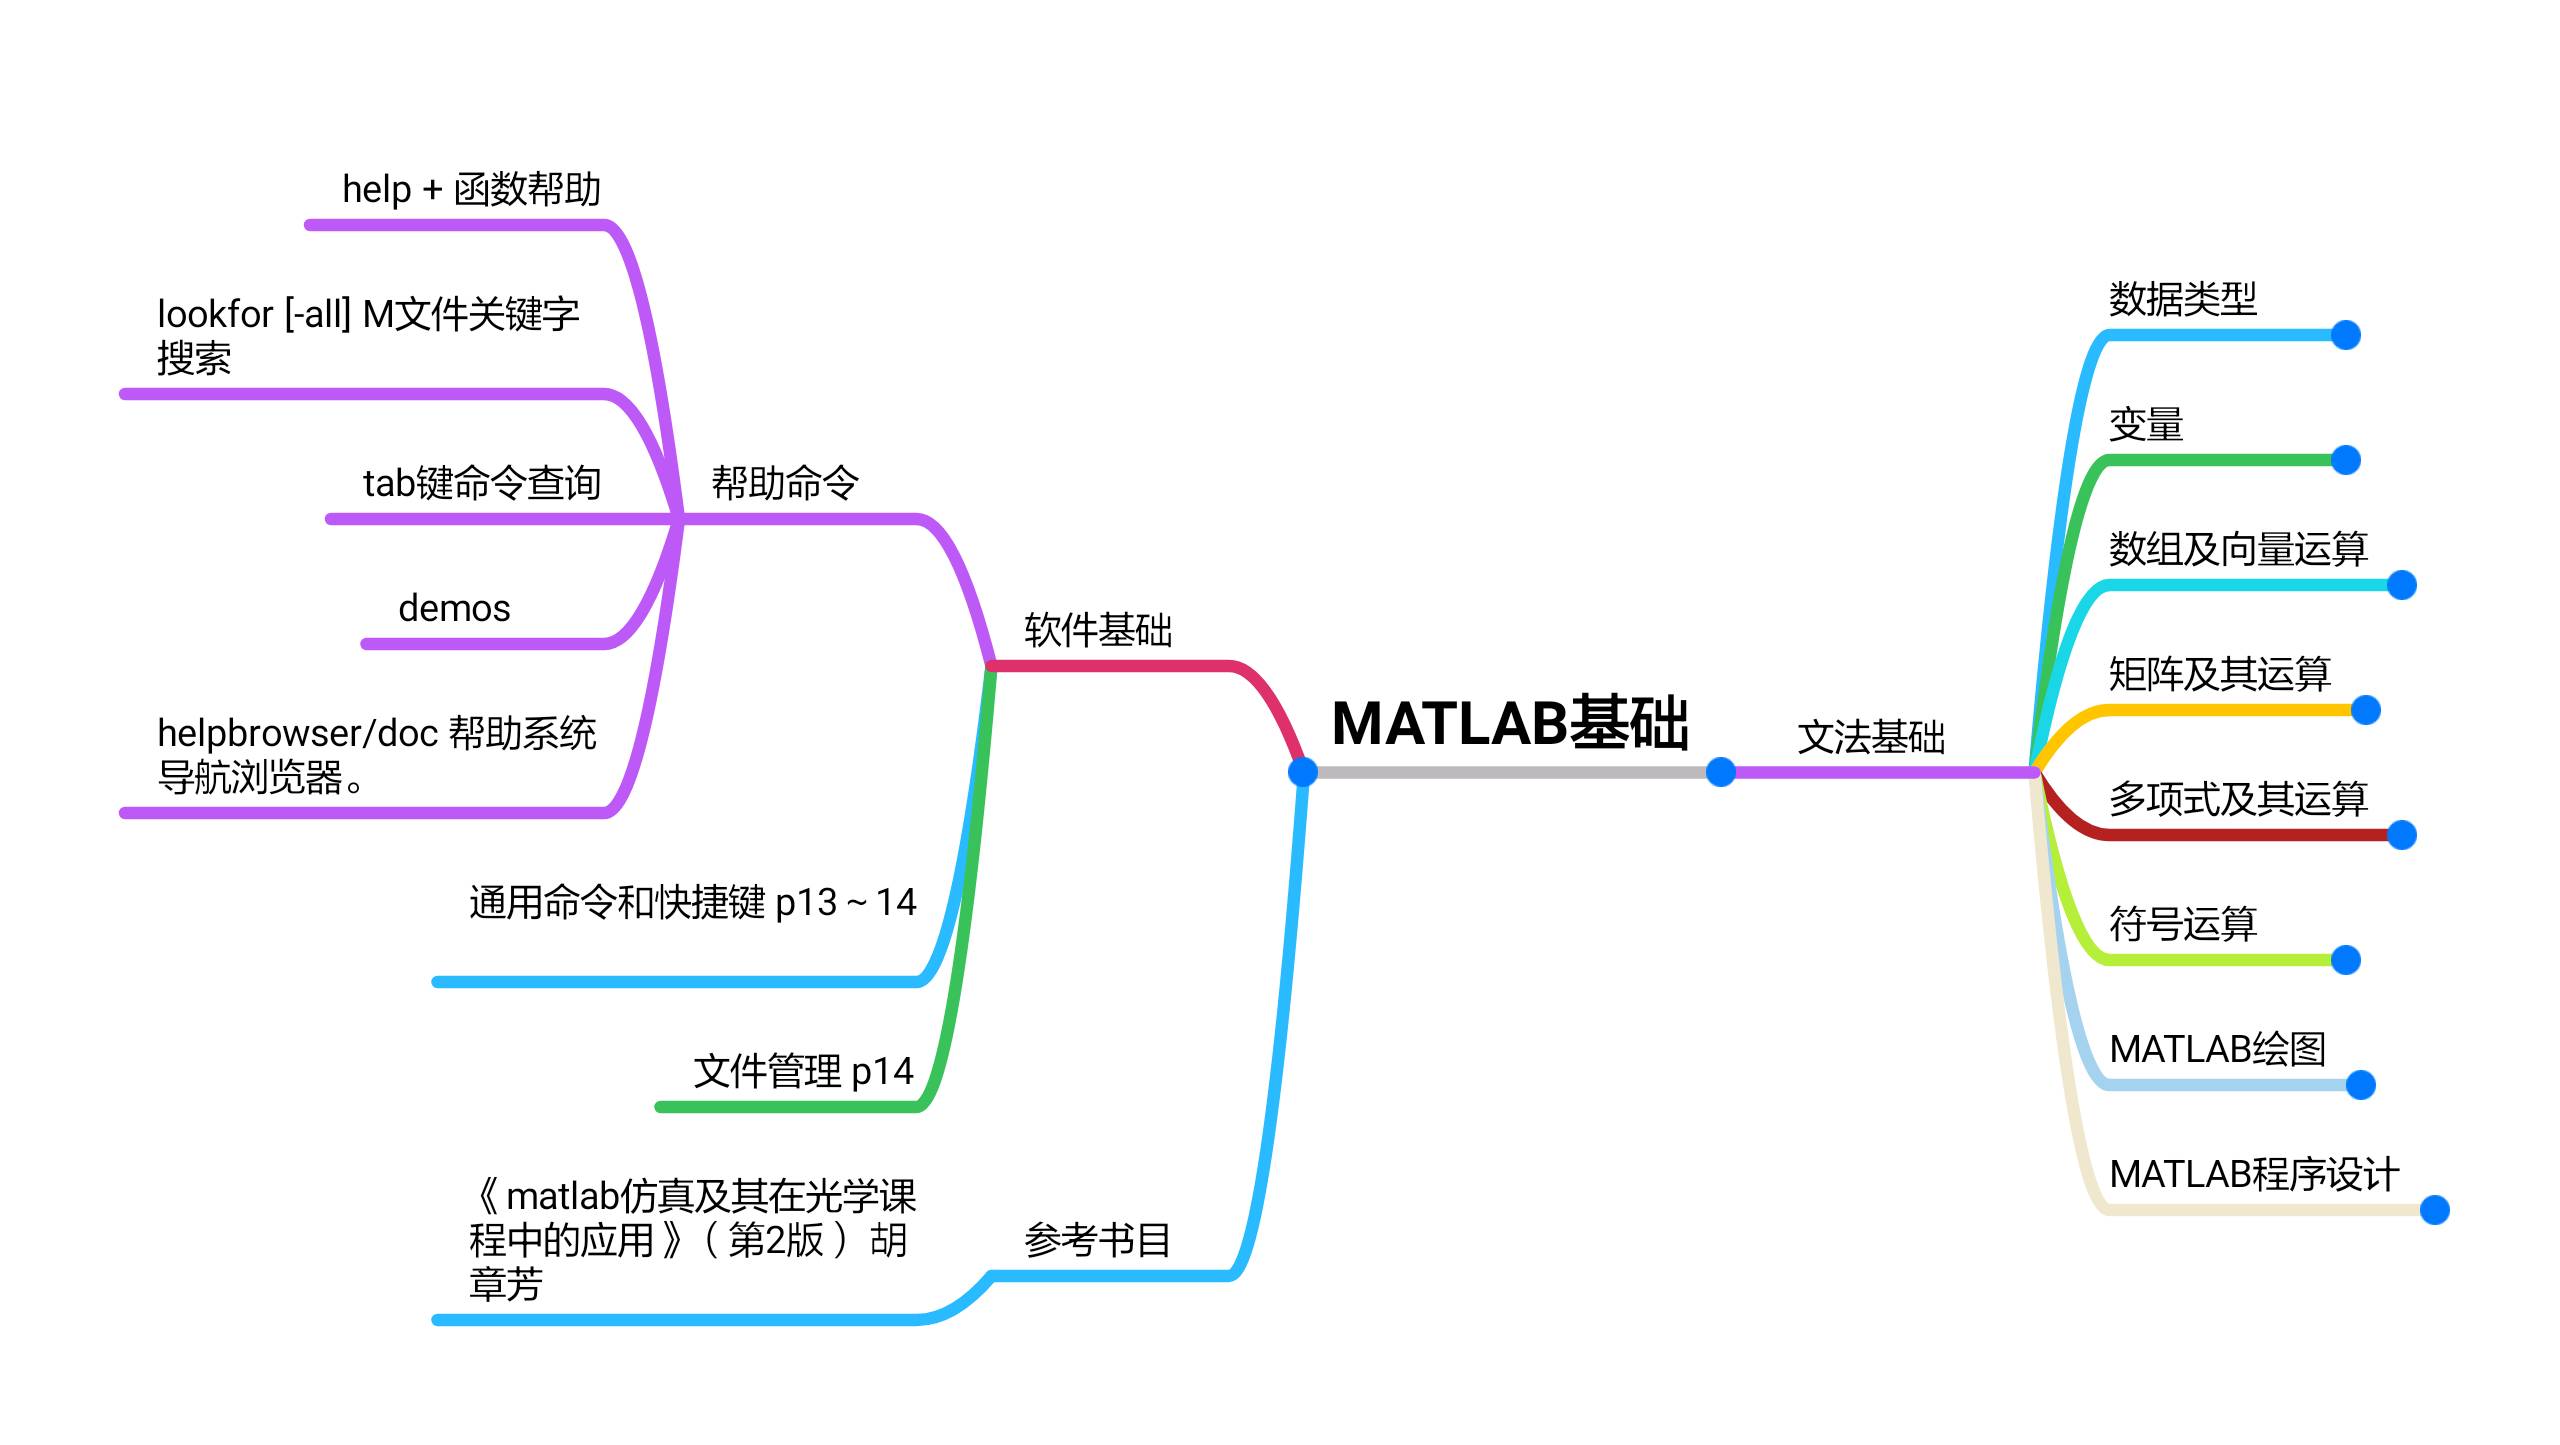 MATLAB基础
软件基础
帮助命令
help + 函数帮助
lookfor [-all] M文件关键字
搜索
tab键命令查询
demos
helpbrowser/doc 帮助系统
导航浏览器。
通用命令和快捷键 p13 ~ 14
文件管理 p14
参考书目
《 matlab仿真及其在光学课
程中的应用 》（ 第2版 ）胡
章芳
文法基础
数据类型
变量
数组及向量运算
矩阵及其运算
多项式及其运算
符号运算
MATLAB绘图
MATLAB程序设计